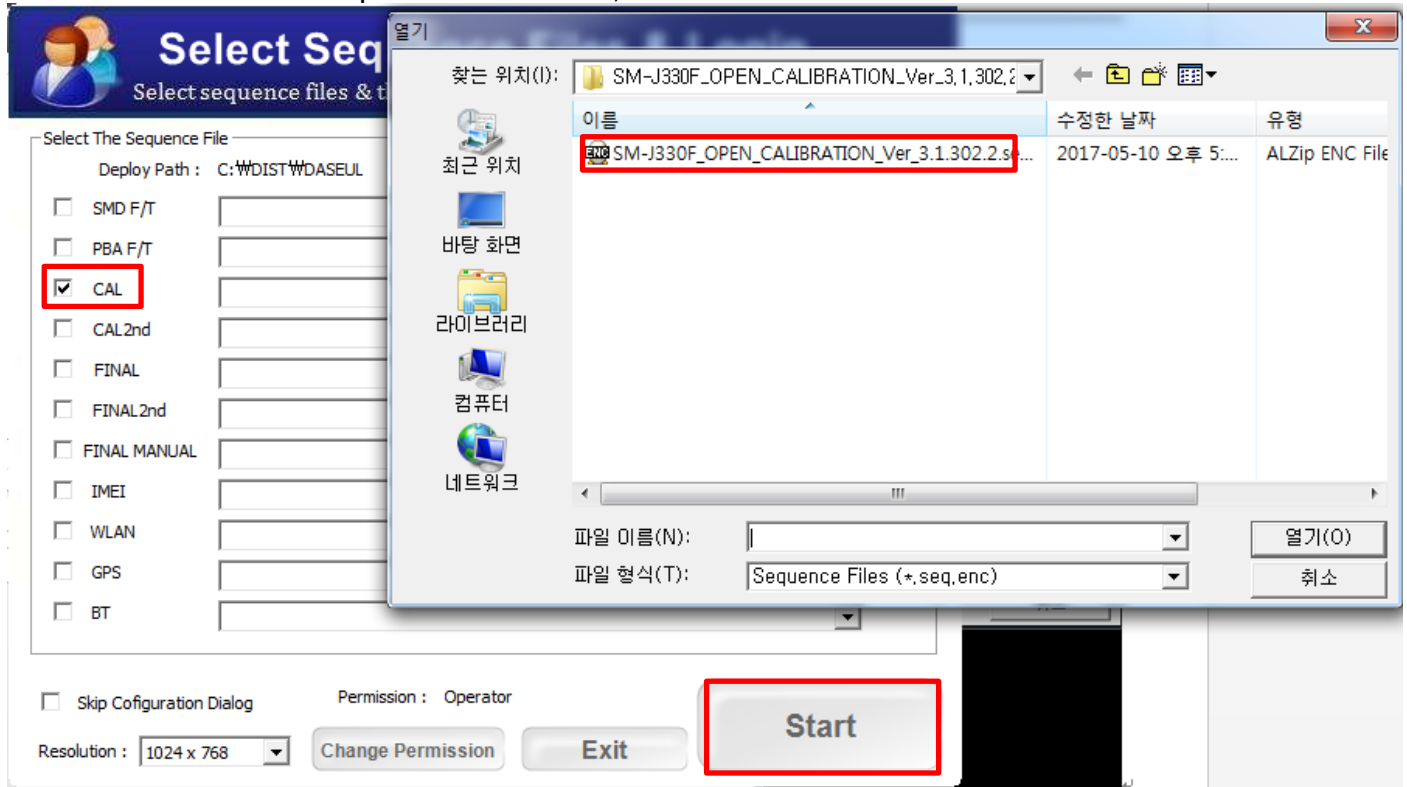 Select Seq
Select sequence files & t
Select The Sequence File
Deploy Path : C:₩DIST₩DASEUL
SMD F/T
PBA F/T
CAL
CAL2nd
FINAL
FINAL2nd
FINAL MANUAL
IMEI
WLAN
GPS
BT
Skip Cofiguration Dialog
Permission : Operator
Resolution : 1024 x 768
Change Permission
Exit
Start
열기
찾는 위치(I):
SM-J330F_OPEN_CALIBRATION_Ver_3,1,302,2
최근 위치
바탕 화면
라이브러리
컴퓨터
네트워크
이름 수정한 날짜 유형
ENC SM-J330F_OPEN_CALIBRATION_Ver_3.1.302.2.se... 2017-05-10 오후 5:... ALZip ENC File
파일 이름(N):
열기(O)
파일 형식(T): Sequence Files (*,seq,enc)
취소